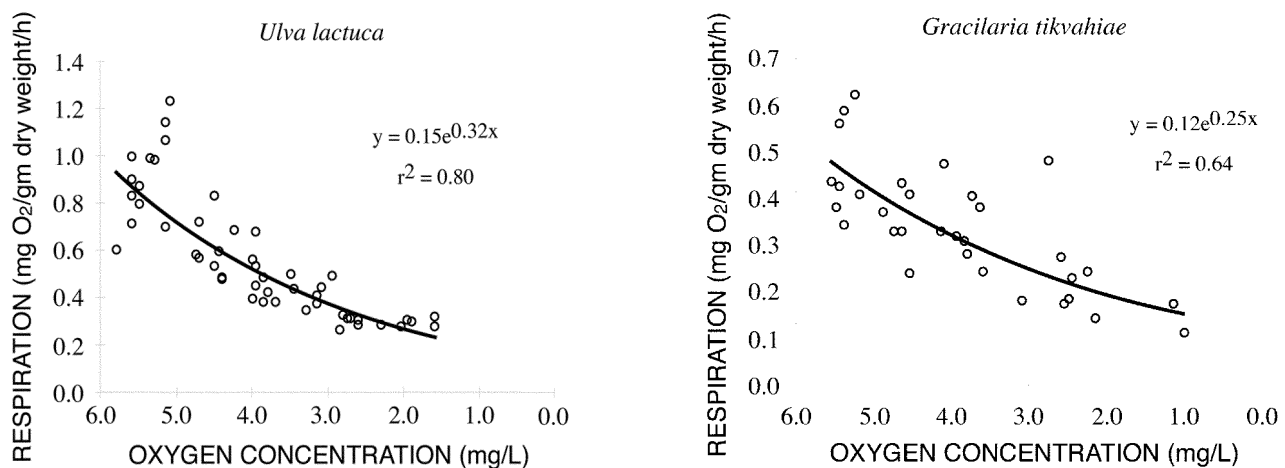 Ulva lactuca
RESPIRATION (mg O2/gm dry weight/h)
1.4
1.2
1.0
0.8
0.6
0.4
0.2
0.0
y = 0.15e^0.32x
r² = 0.80
6.0 5.0 4.0 3.0 2.0 1.0 0.0
OXYGEN CONCENTRATION (mg/L)
Gracilaria tikvahiae
RESPIRATION (mg O2/gm dry weight/h)
0.7
0.6
0.5
0.4
0.3
0.2
0.1
0.0
y = 0.12e^0.25x
r² = 0.64
6.0 5.0 4.0 3.0 2.0 1.0 0.0
OXYGEN CONCENTRATION (mg/L)